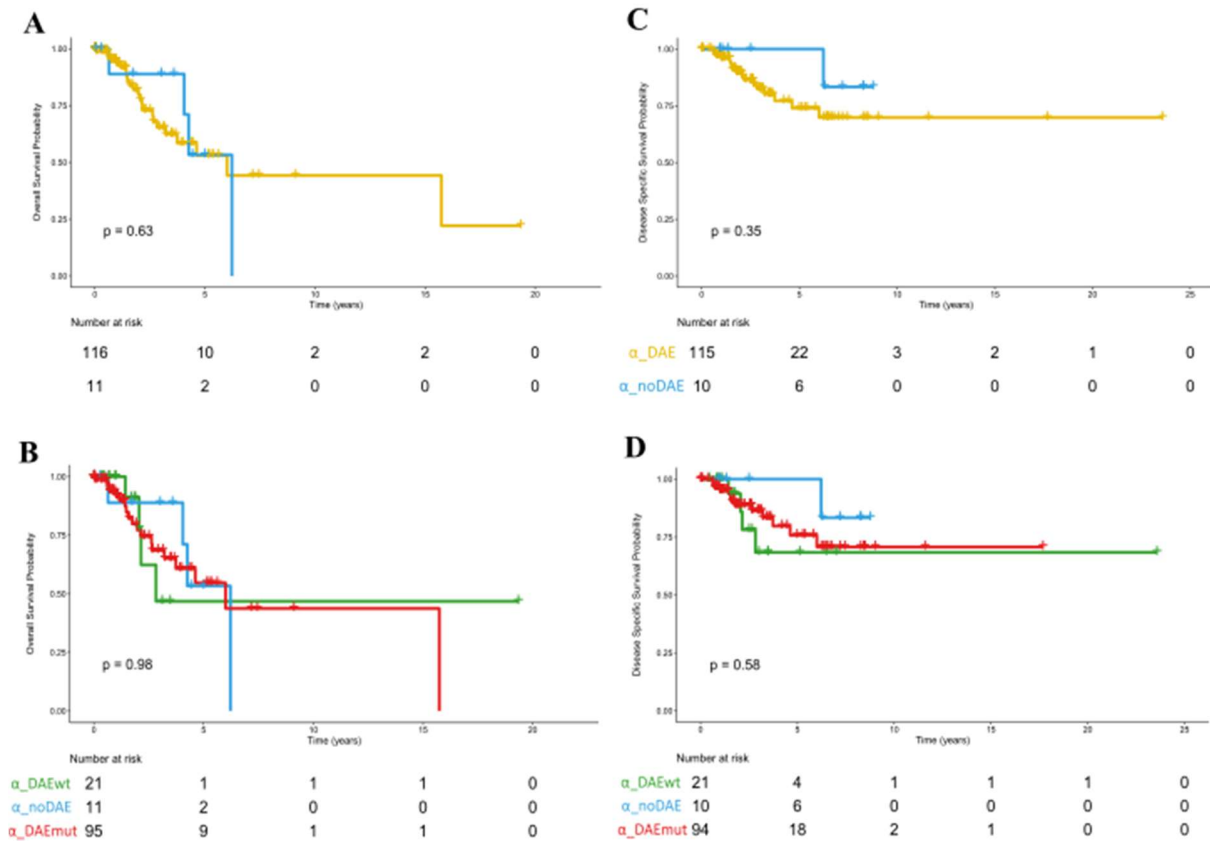 A
1.00
0.75
0.50
0.25
0.00
Overall Survival Probability
p = 0.63
0 5 10 15 20
Time (years)
Number at risk
116 10 2 2 0
11 2 0 0 0
C
1.00
0.75
0.50
0.25
0.00
Disease Specific Survival Probability
p = 0.35
0 5 10 15 20 25
Time (years)
Number at risk
α_DAE 115 22 3 2 1 0
α_noDAE 10 6 0 0 0 0
B
1.00
0.75
0.50
0.25
0.00
Overall Survival Probability
p = 0.98
0 5 10 15 20
Time (years)
Number at risk
α_DAEwt 21 1 1 1 0
α_noDAE 11 2 0 0 0
α_DAEmut 95 9 1 1 0
D
1.00
0.75
0.50
0.25
0.00
Disease Specific Survival Probability
p = 0.58
0 5 10 15 20 25
Time (years)
Number at risk
α_DAEwt 21 4 1 1 1 0
α_noDAE 10 6 0 0 0 0
α_DAEmut 94 18 2 1 0 0